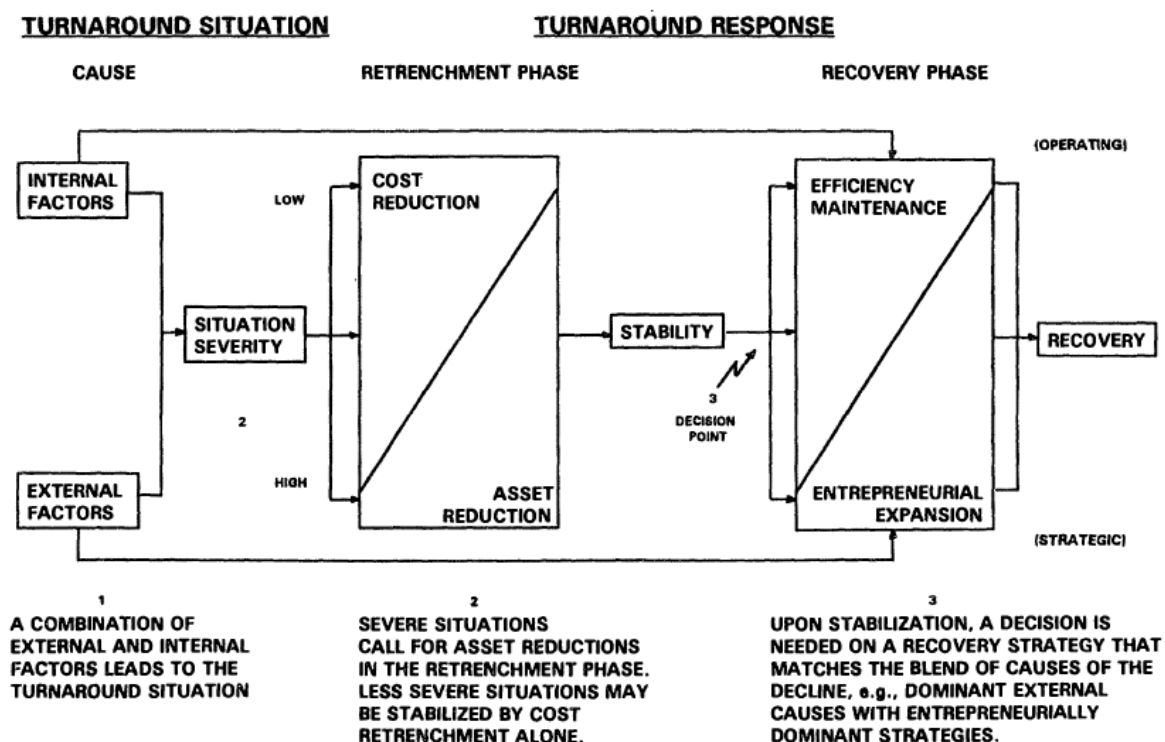 TURNAROUND SITUATION
TURNAROUND RESPONSE
CAUSE
RETRENCHMENT PHASE
RECOVERY PHASE
(OPERATING)
INTERNAL
FACTORS
LOW
COST
REDUCTION
EFFICIENCY
MAINTENANCE
SITUATION
SEVERITY
STABILITY
RECOVERY
2
3
DECISION
POINT
HIGH
EXTERNAL
FACTORS
ASSET
REDUCTION
ENTREPRENEURIAL
EXPANSION
(STRATEGIC)
1
A COMBINATION OF
EXTERNAL AND INTERNAL
FACTORS LEADS TO THE
TURNAROUND SITUATION
2
SEVERE SITUATIONS
CALL FOR ASSET REDUCTIONS
IN THE RETRENCHMENT PHASE.
LESS SEVERE SITUATIONS MAY
BE STABILIZED BY COST
RETRENCHMENT ALONE.
3
UPON STABILIZATION, A DECISION IS
NEEDED ON A RECOVERY STRATEGY THAT
MATCHES THE BLEND OF CAUSES OF THE
DECLINE, e.g., DOMINANT EXTERNAL
CAUSES WITH ENTREPRENEURIALLY
DOMINANT STRATEGIES.